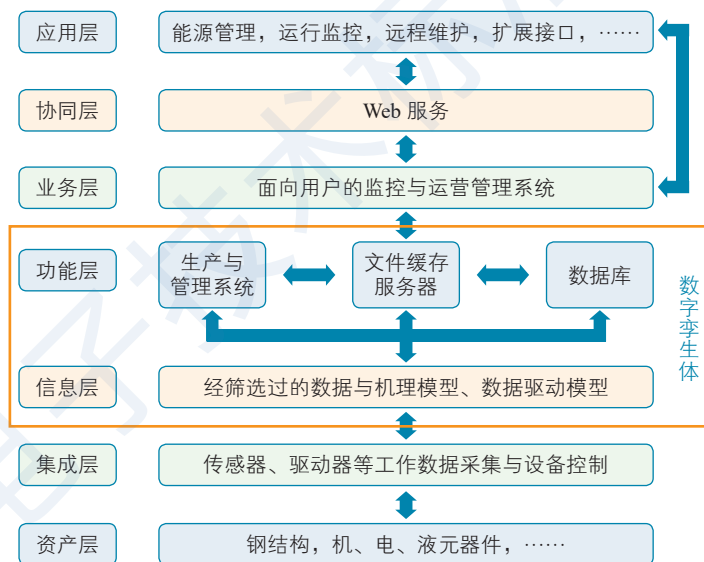 应用层
能源管理，运行监控，远程维护，扩展接口，……
协同层
Web 服务
业务层
面向用户的监控与运营管理系统
功能层
生产与
管理系统
文件缓存
服务器
数据库
数字孪生体
信息层
经筛选过的数据与机理模型、数据驱动模型
集成层
传感器、驱动器等工作数据采集与设备控制
资产层
钢结构，机、电、液元器件，……
电子技术标准